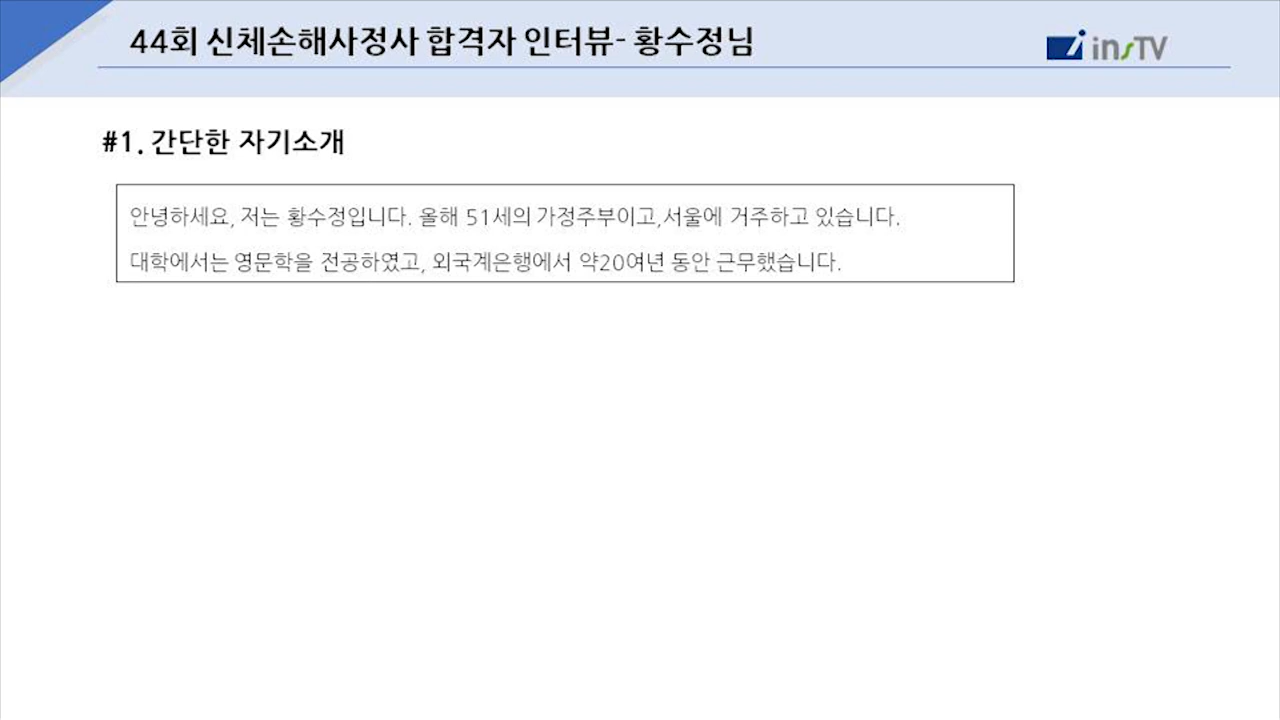 44회 신체손해사정사 합격자 인터뷰- 황수정님
insTV
#1. 간단한 자기소개
안녕하세요, 저는 황수정입니다. 올해 51세의 가정주부이고,서울에 거주하고 있습니다.
대학에서는 영문학을 전공하였고, 외국계은행에서 약20여년 동안 근무했습니다.